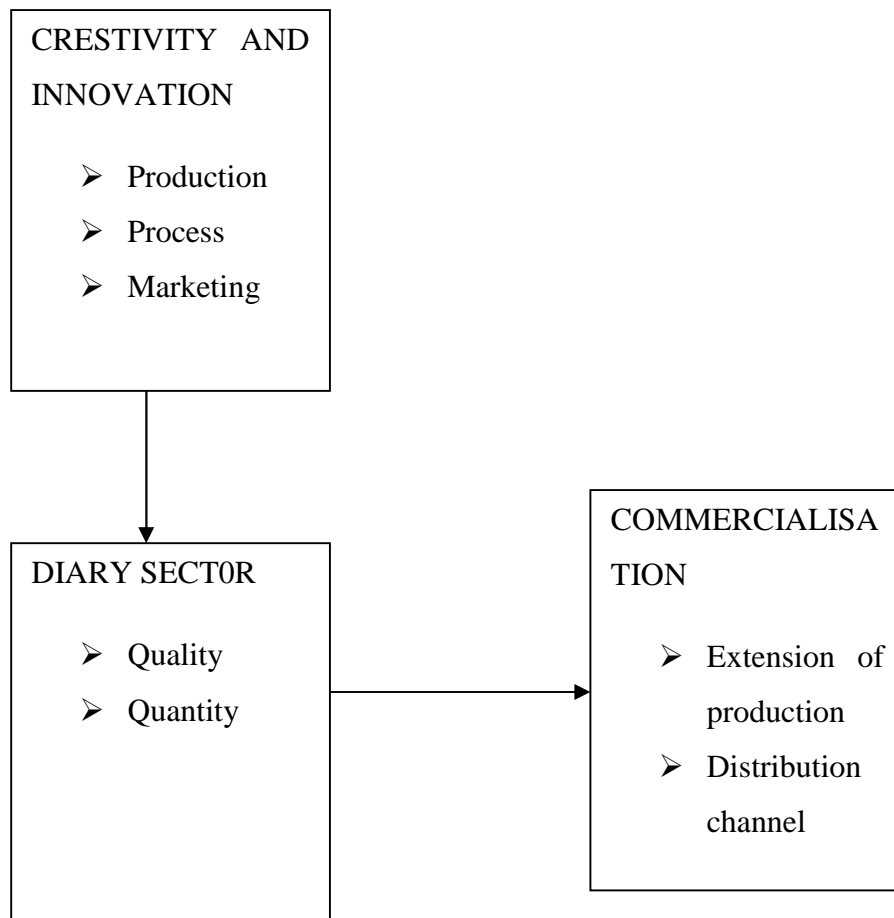 CRESTIVITY AND
INNOVATION
➢ Production
➢ Process
➢ Marketing
DIARY SECT0R
➢ Quality
➢ Quantity
COMMERCIALISA
TION
➢ Extension of
production
➢ Distribution
channel